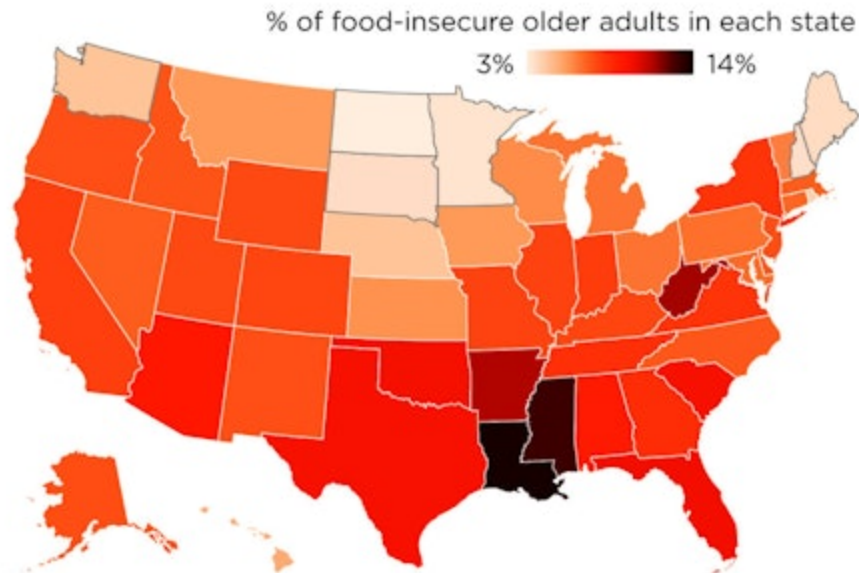 % of food-insecure older adults in each state
3% 14%